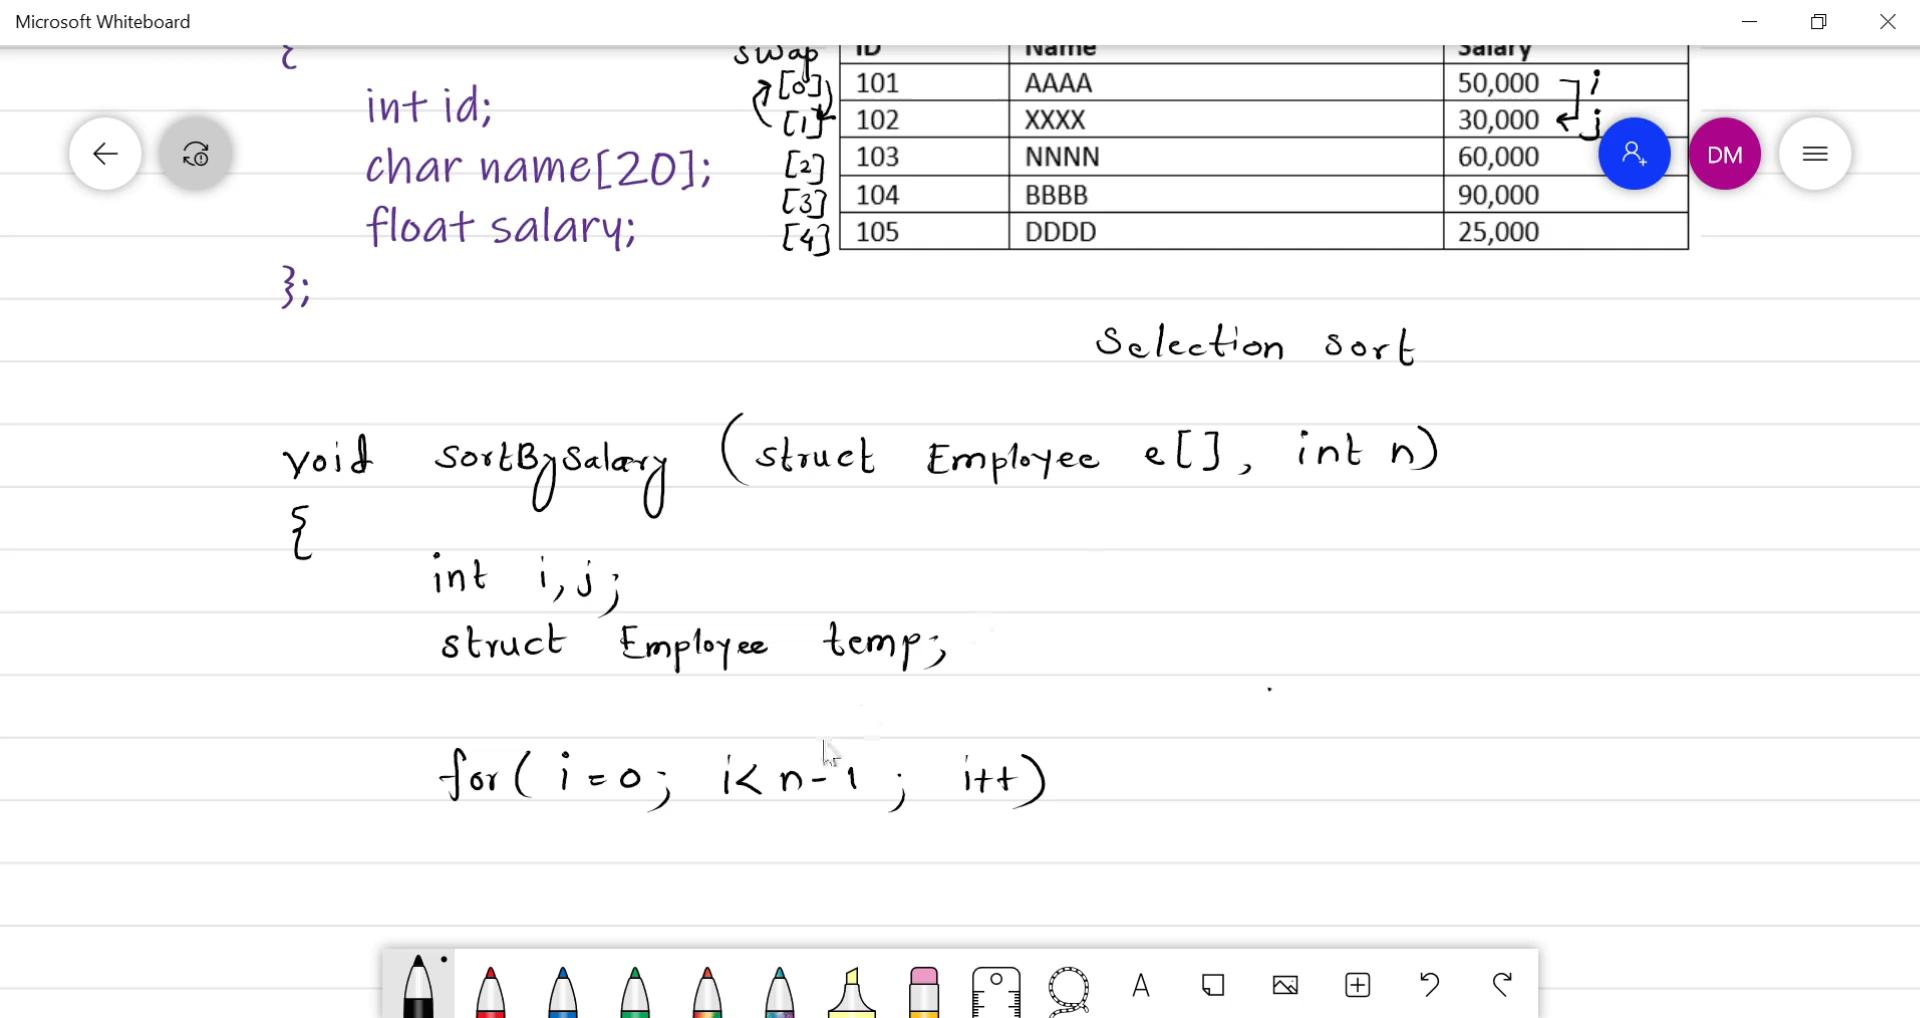 Microsoft Whiteboard
{
int id;
char name[20];
float salary;
};
swap
ID Name Salary
[0] 101 AAAA 50,000 i
[1] 102 XXXX 30,000 j
[2] 103 NNNN 60,000
[3] 104 BBBB 90,000
[4] 105 DDDD 25,000
DM
Selection sort
void sortBySalary (struct Employee e[], int n)
{
int i,j;
struct Employee temp;
for( i=0; i< n-1 ; i++)
A